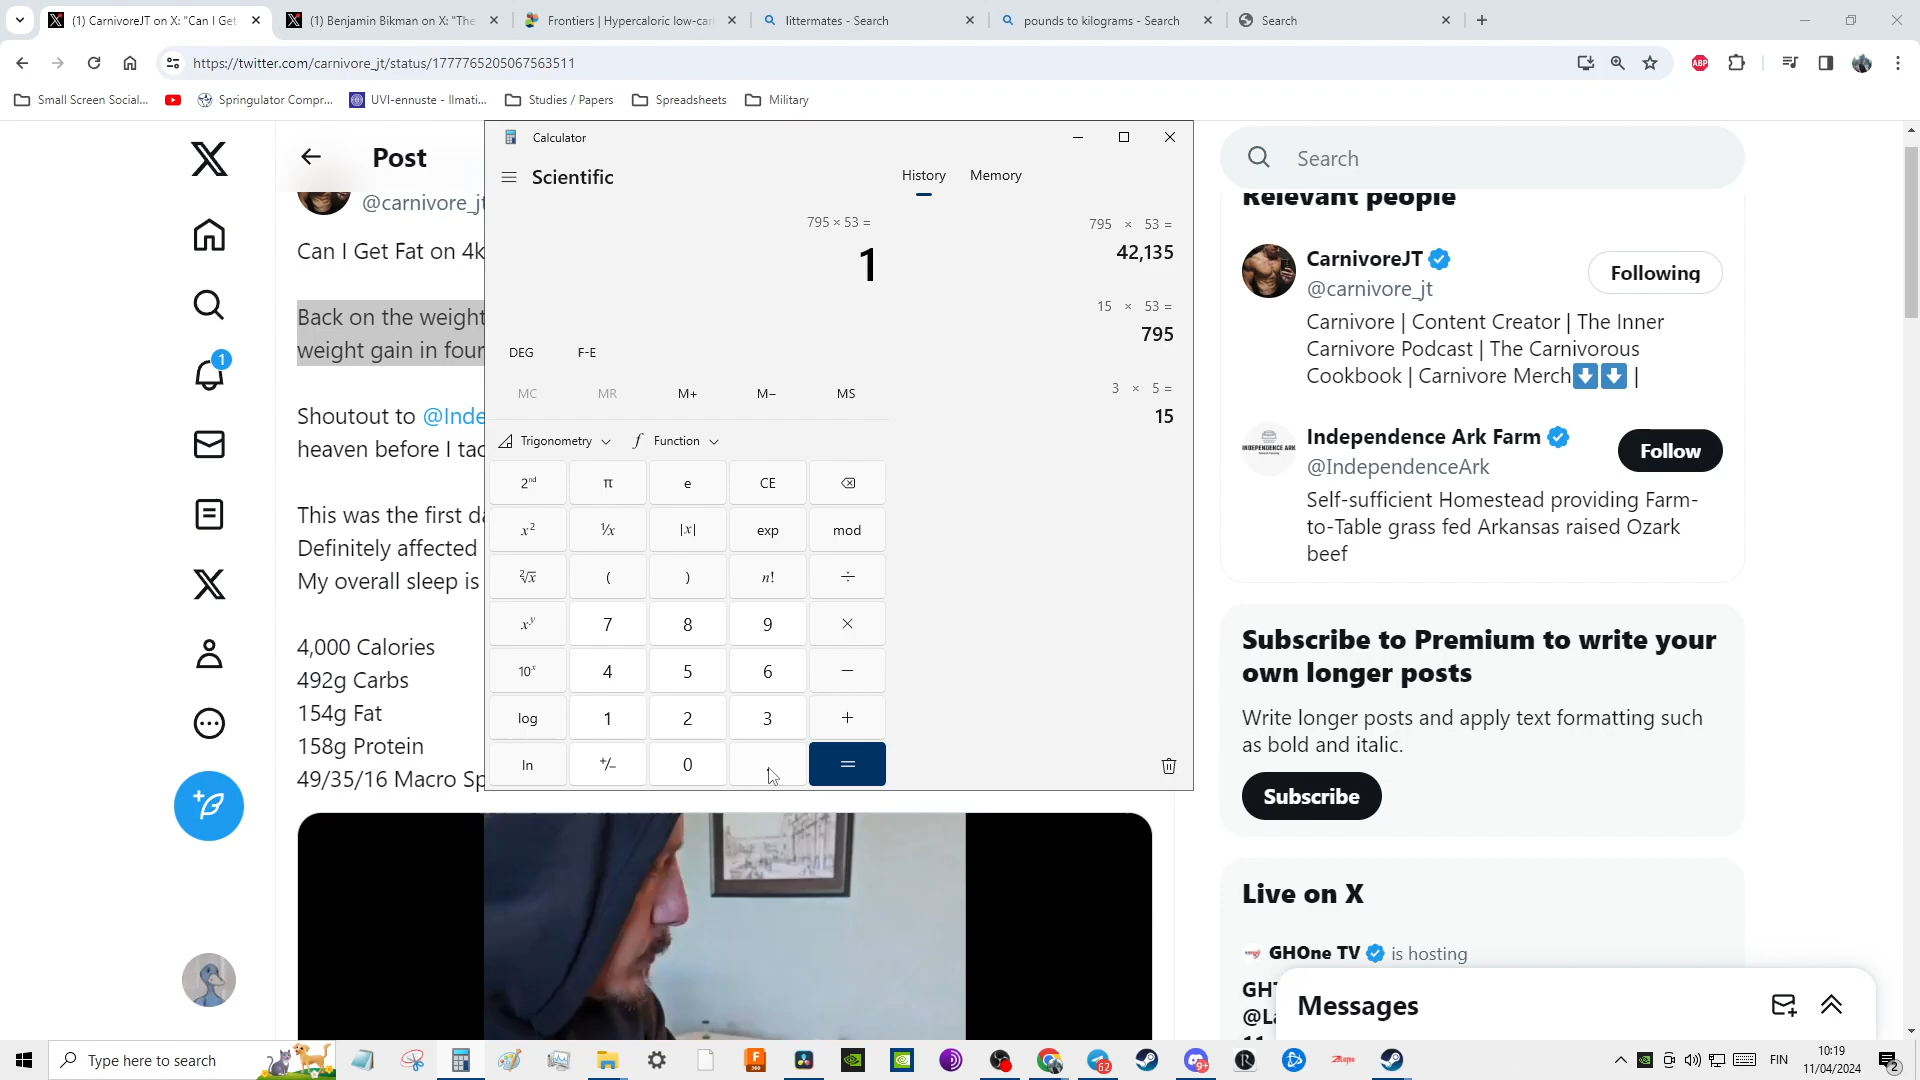 (1) CarnivoreJT on X: "Can I Get
(1) Benjamin Bikman on X: "The
Frontiers | Hypercaloric low-car
littermates - Search
pounds to kilograms - Search
Search
https://twitter.com/carnivore_jt/status/1777765205067563511
ABP
Small Screen Social...
Springulator Compr...
UVI-ennuste - Ilmati...
Studies / Papers
Spreadsheets
Military
Post
@carnivore_jt
Can I Get Fat on 4k
Back on the weight
weight gain in four
Shoutout to @Inde
heaven before I tac
This was the first da
Definitely affected
My overall sleep is
4,000 Calories
492g Carbs
154g Fat
158g Protein
49/35/16 Macro Sp
1
Calculator
Scientific
795 × 53 =
1
DEG
F-E
MC
MR
M+
M−
MS
Trigonometry
f Function
2nd
π
e
CE
x2
1/x
|x|
exp
mod
2√x
(
)
n!
÷
xy
7
8
9
×
10x
4
5
6
−
log
1
2
3
+
ln
+/−
0
=
History
Memory
795 × 53 =
42,135
15 × 53 =
795
3 × 5 =
15
Search
Relevant people
CarnivoreJT
@carnivore_jt
Following
Carnivore | Content Creator | The Inner
Carnivore Podcast | The Carnivorous
Cookbook | Carnivore Merch⬇️⬇️ |
Independence Ark Farm
@IndependenceArk
Follow
Self-sufficient Homestead providing Farm-
to-Table grass fed Arkansas raised Ozark
beef
Subscribe to Premium to write your
own longer posts
Write longer posts and apply text formatting such
as bold and italic.
Subscribe
Live on X
GHOne TV is hosting
Messages
Type here to search
62
9+
FIN
10:19
11/04/2024
2